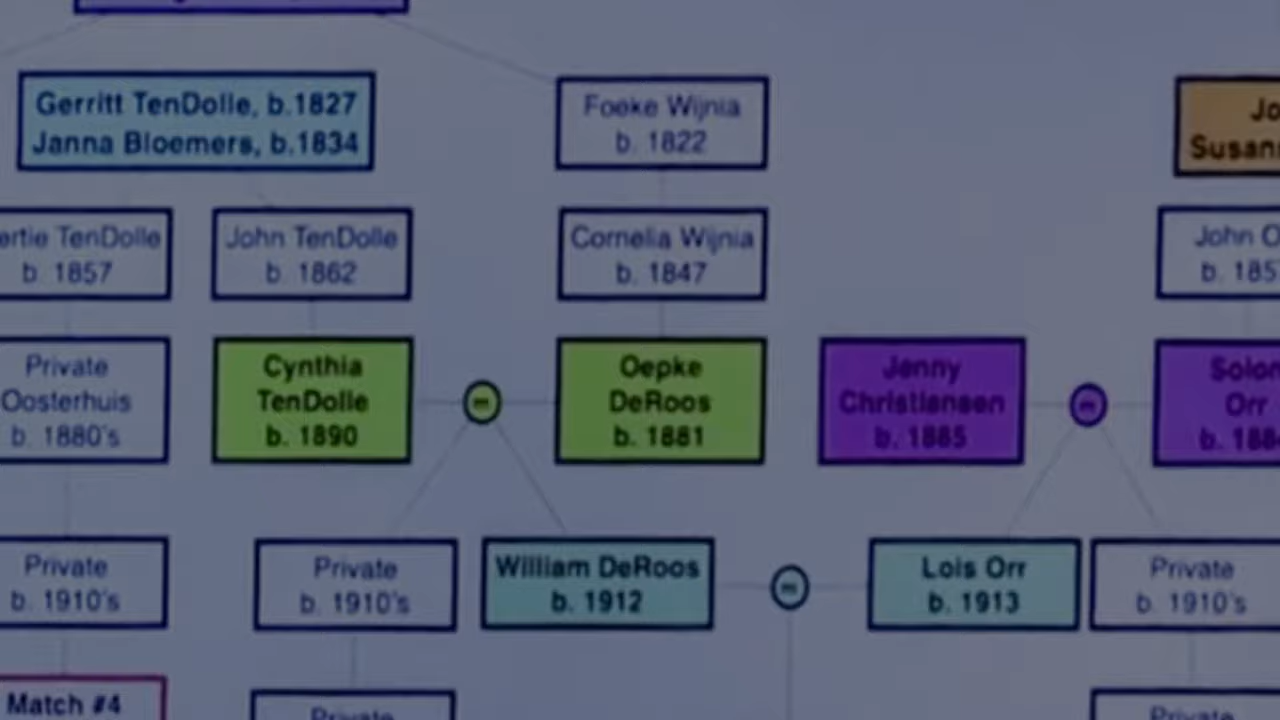 Gerritt TenDolle, b.1827
Janna Bloemers, b.1834
Foeke Wijnia
b. 1822
ertie TenDolle
b. 1857
John TenDolle
b. 1862
Cornelia Wijnia
b. 1847
John
b. 185
Private
Oosterhuis
b. 1880's
Cynthia
TenDolle
b. 1890
m
Oepke
DeRoos
b. 1881
Jenny
Christiansen
b. 1885
m
Orr
b. 188
Private
b. 1910's
Private
b. 1910's
William DeRoos
b. 1912
m
Lois Orr
b. 1913
Private
b. 1910's
Match #4
Private
Private